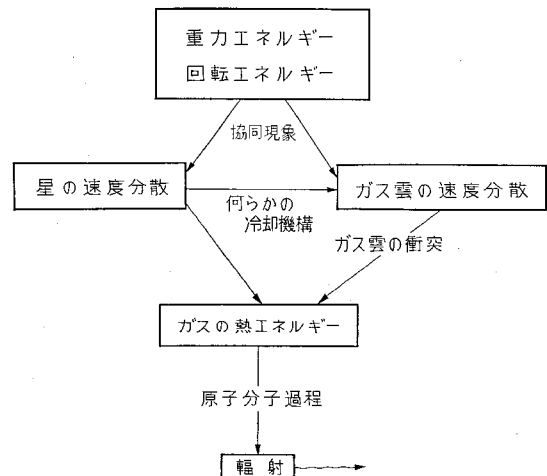 重力エネルギー
回転エネルギー
協同現象
星の速度分散
何らかの
冷却機構
ガス雲の速度分散
ガス雲の衝突
ガスの熱エネルギー
原子分子過程
輻射